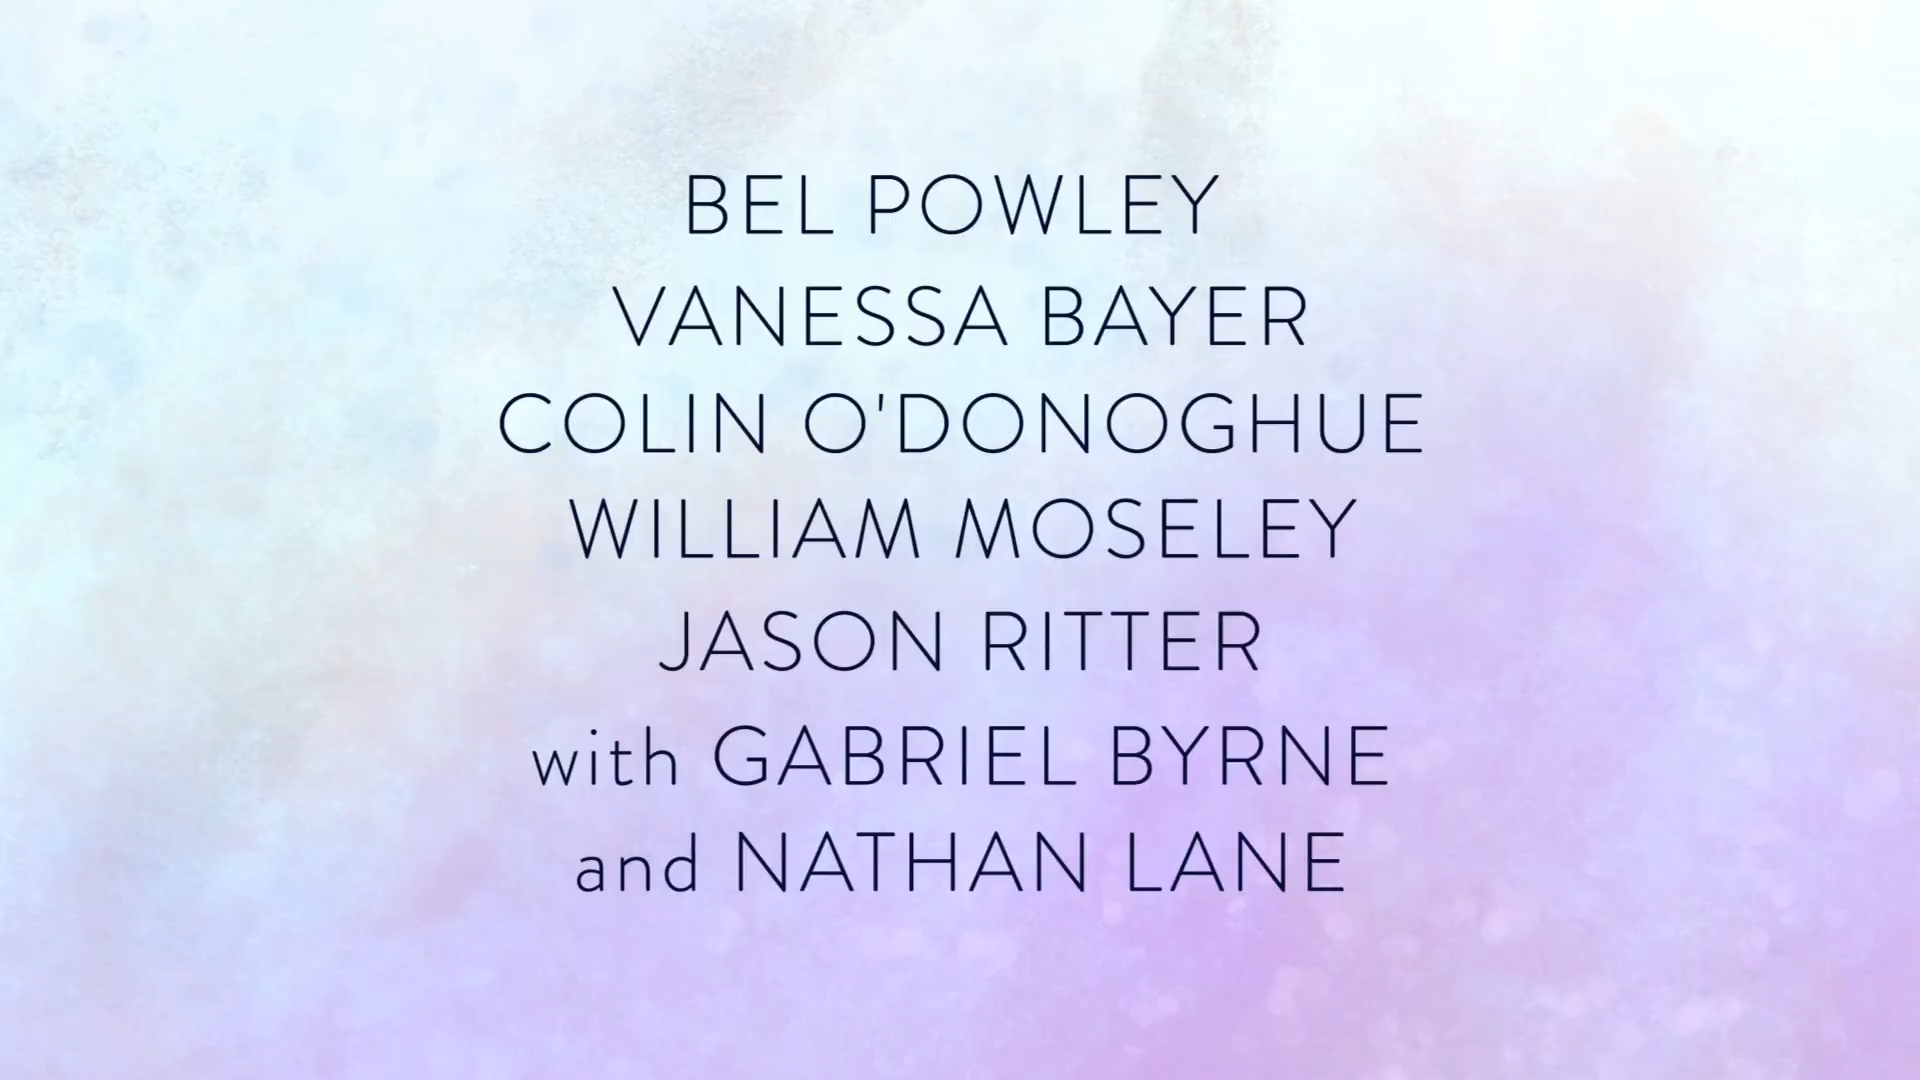 BEL POWLEY
VANESSA BAYER
COLIN O'DONOGHUE
WILLIAM MOSELEY
JASON RITTER
with GABRIEL BYRNE
and NATHAN LANE